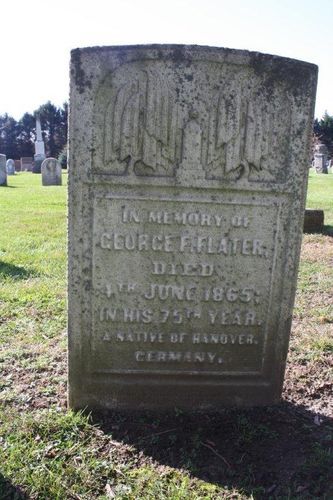 IN MEMORY OF
GEORGE F. FLATER.
DIED
4TH JUNE 1865;
IN HIS 75TH YEAR.
A NATIVE OF HANOVER,
GERMANY.